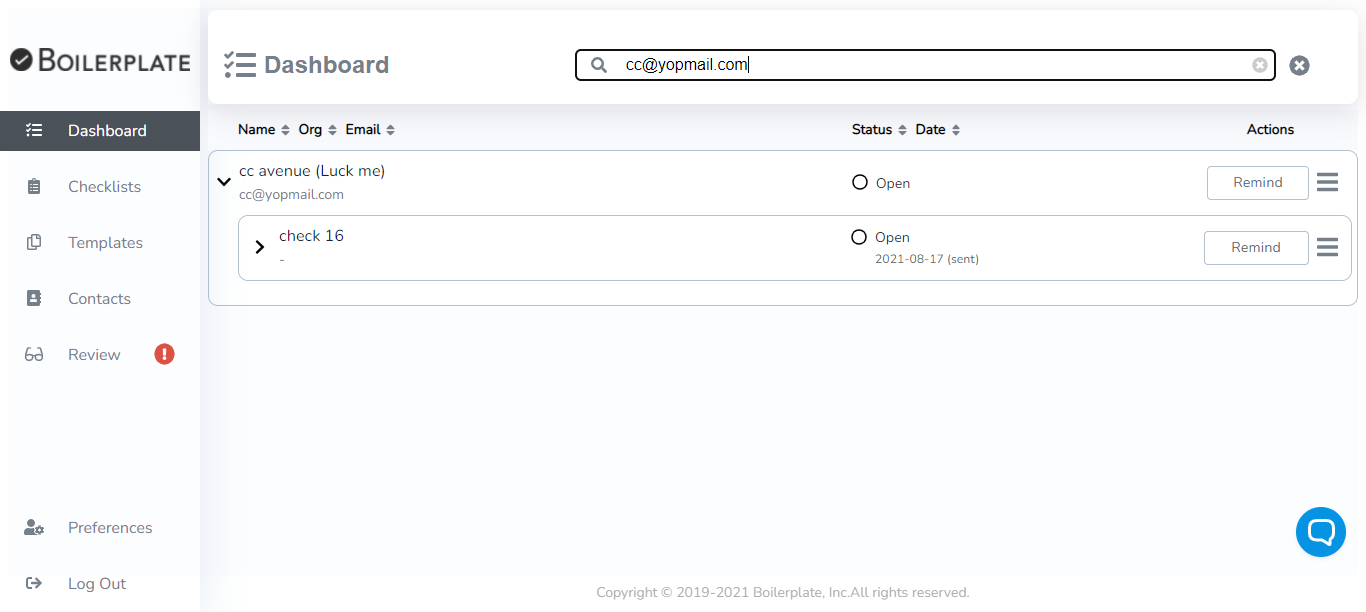 BOILERPLATE
Dashboard
cc@yopmail.com
Dashboard
Checklists
Templates
Contacts
Review
Preferences
Log Out
Name Org Email Status Date Actions
cc avenue (Luck me)
cc@yopmail.com
Open
Remind
check 16
-
Open
2021-08-17 (sent)
Remind
Copyright © 2019-2021 Boilerplate, Inc.All rights reserved.